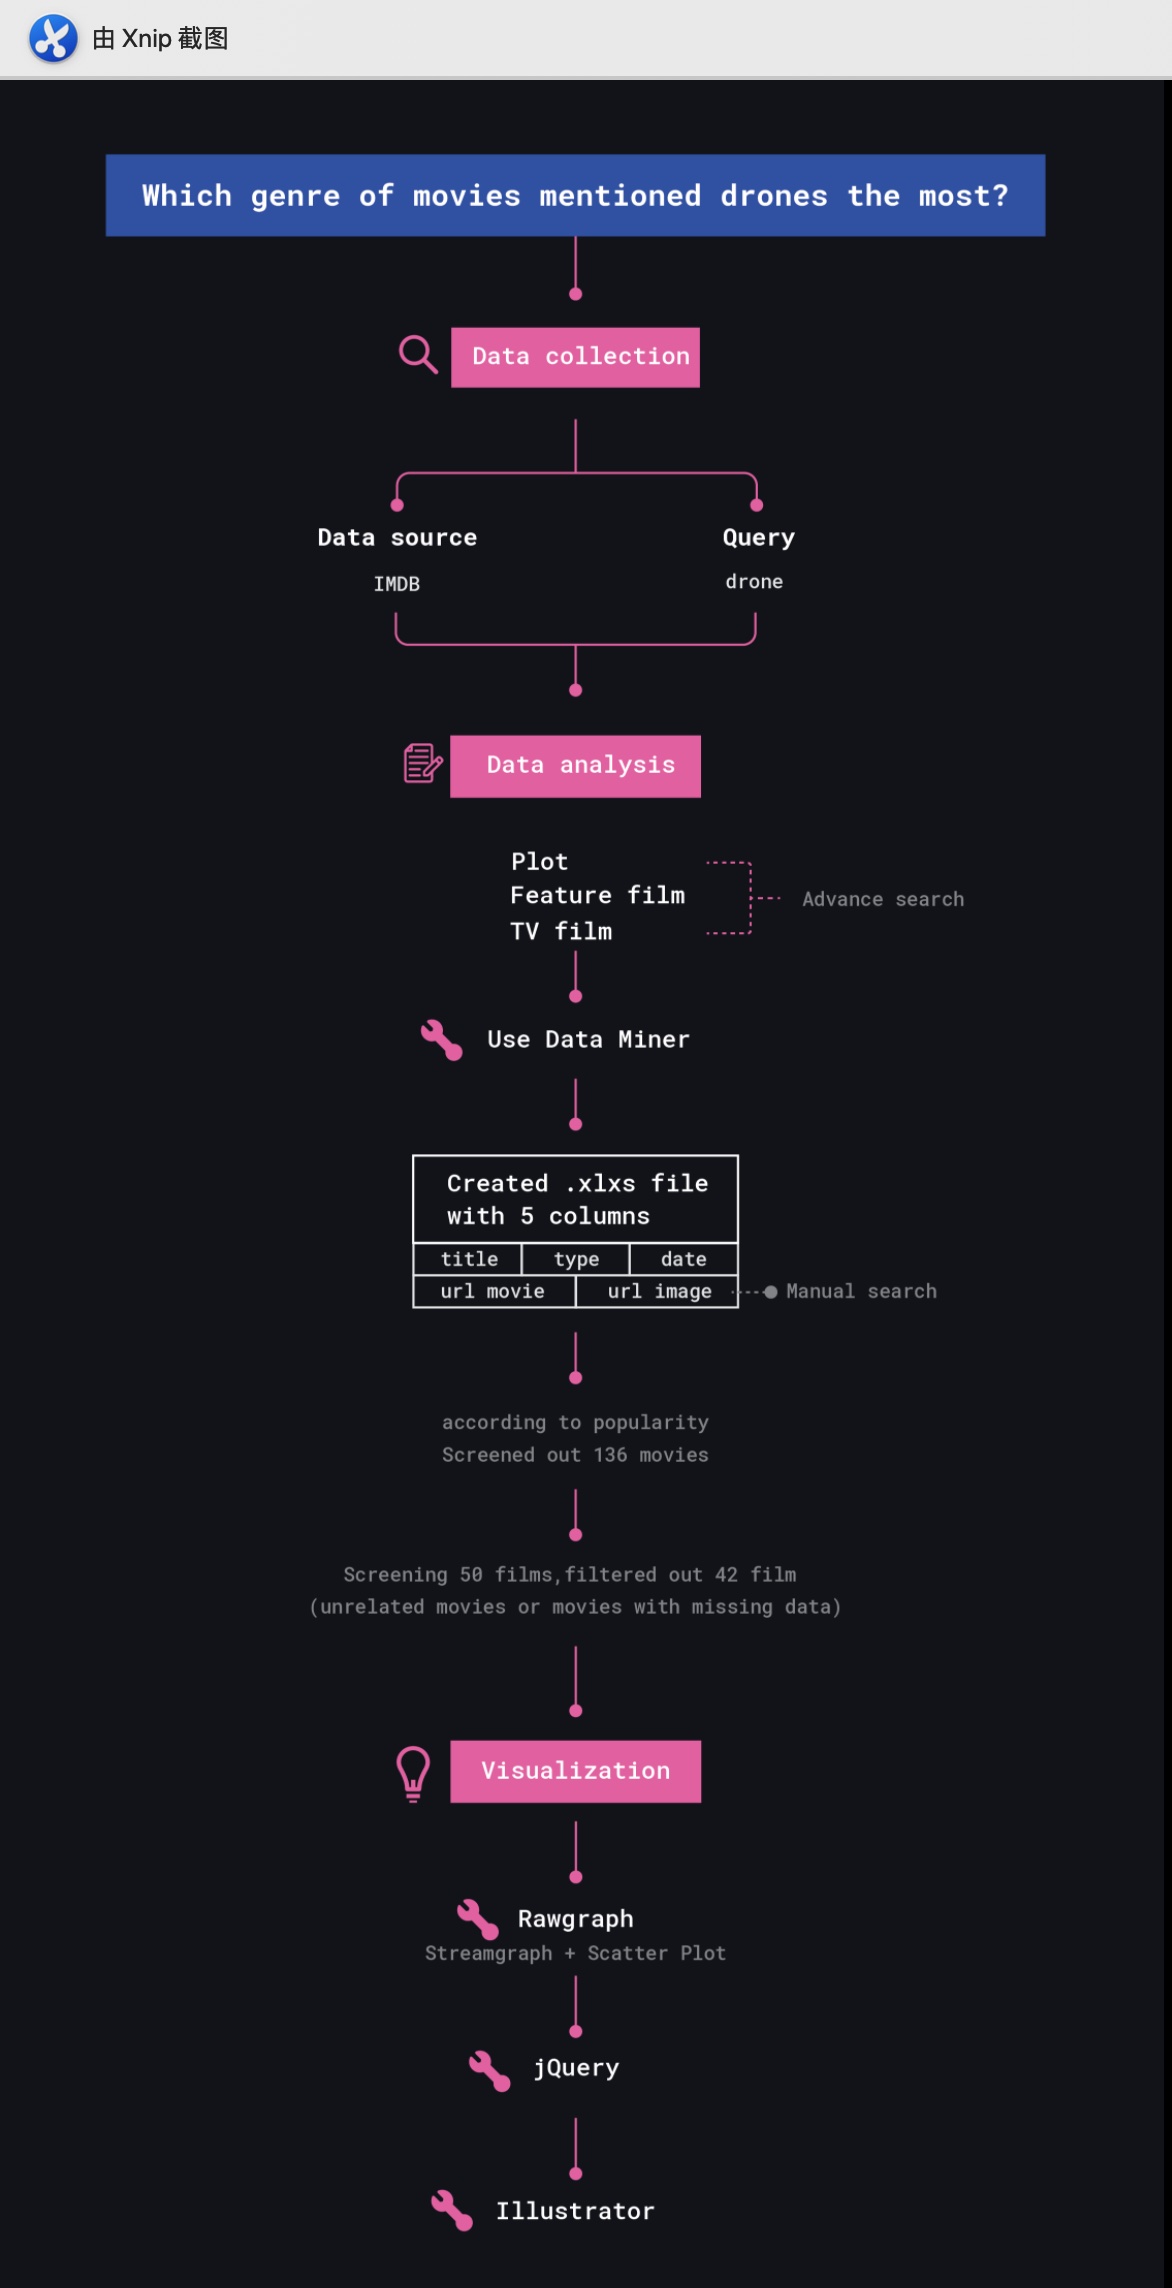 由 Xnip 截图
Which genre of movies mentioned drones the most?
Data collection
Data source
IMDB
Query
drone
Data analysis
Plot
Feature film
TV film
Advance search
Use Data Miner
Created .xlxs file
with 5 columns
title type date
url movie url image
Manual search
according to popularity
Screened out 136 movies
Screening 50 films,filtered out 42 film
(unrelated movies or movies with missing data)
Visualization
Rawgraph
Streamgraph + Scatter Plot
jQuery
Illustrator